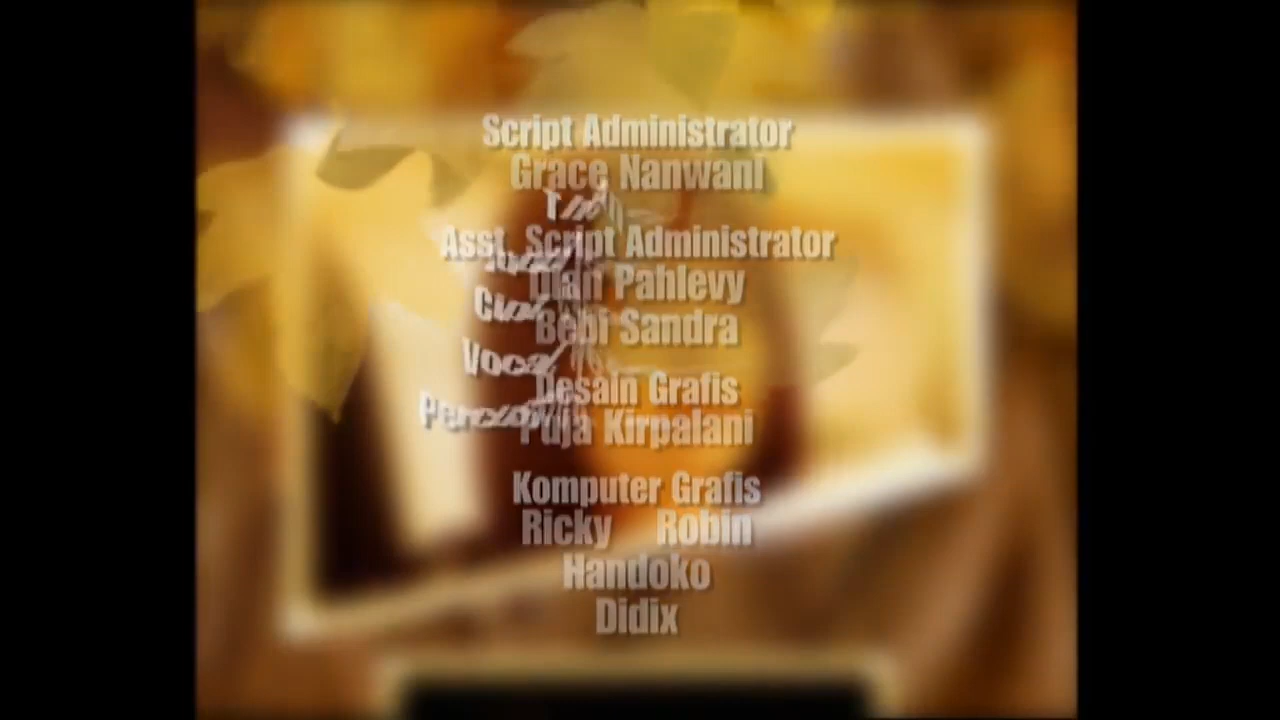 Script Administrator
Grace Nanwani
Asst. Script Administrator
Dian Pahlevy
Bebi Sandra
Vocal
Desain Grafis
Puja Kirpalani
Komputer Grafis
Ricky Robin
Handoko
Didix